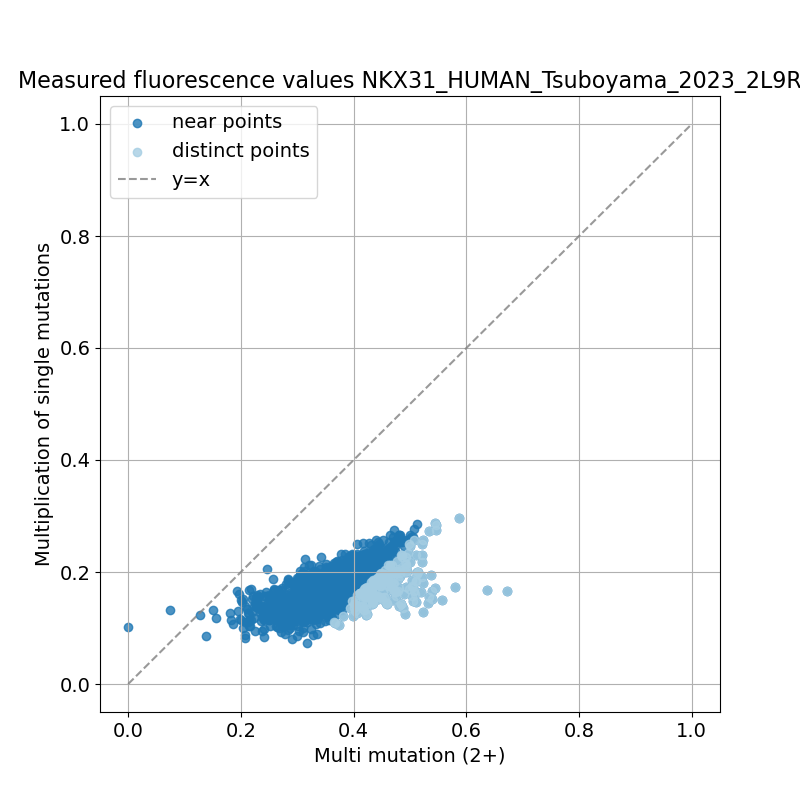 Measured fluorescence values NKX31_HUMAN_Tsuboyama_2023_2L9R
near points
distinct points
y=x
Multiplication of single mutations
1.0
0.8
0.6
0.4
0.2
0.0
0.0 0.2 0.4 0.6 0.8 1.0
Multi mutation (2+)